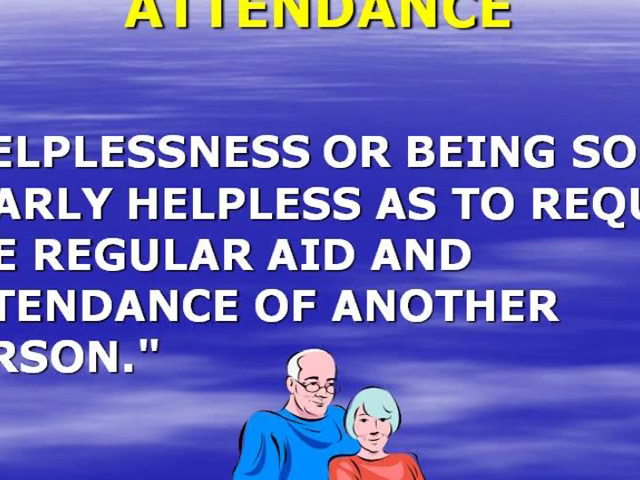 ATTENDANCE
ELPLESSNESS OR BEING SO
ARLY HELPLESS AS TO REQU
E REGULAR AID AND
TENDANCE OF ANOTHER
RSON."